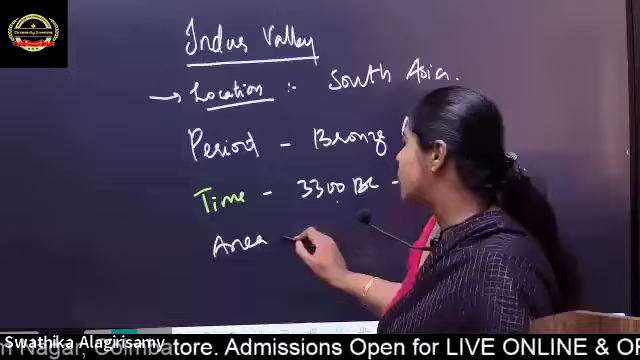 Indus Valley
→ Location :- South Asia.
Period - Bronze
Time - 3300 BC -
Area -
Swathika Alagirisamy
Nagar, Coimbatore. Admissions Open for LIVE ONLINE & OF